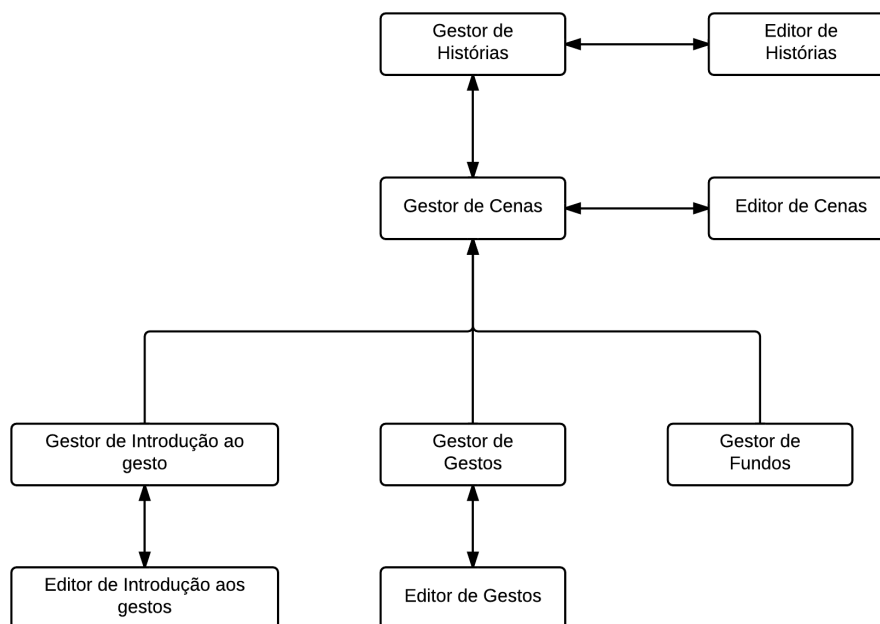 Gestor de
Histórias
Editor de
Histórias
Gestor de Cenas
Editor de Cenas
Gestor de Introdução ao
gesto
Gestor de
Gestos
Gestor de
Fundos
Editor de Introdução aos
gestos
Editor de Gestos